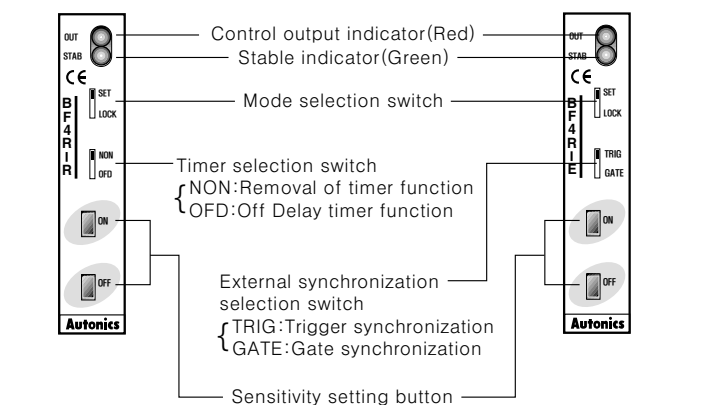 OUT
STAB
CE
SET
LOCK
BF4RIR
NON
OFD
ON
OFF
Autonics
Control output indicator(Red)
Stable indicator(Green)
Mode selection switch
Timer selection switch
{NON:Removal of timer function
OFD:Off Delay timer function
External synchronization
selection switch
{TRIG:Trigger synchronization
GATE:Gate synchronization
Sensitivity setting button
OUT
STAB
CE
SET
LOCK
BF4RIE
TRIG
GATE
ON
OFF
Autonics